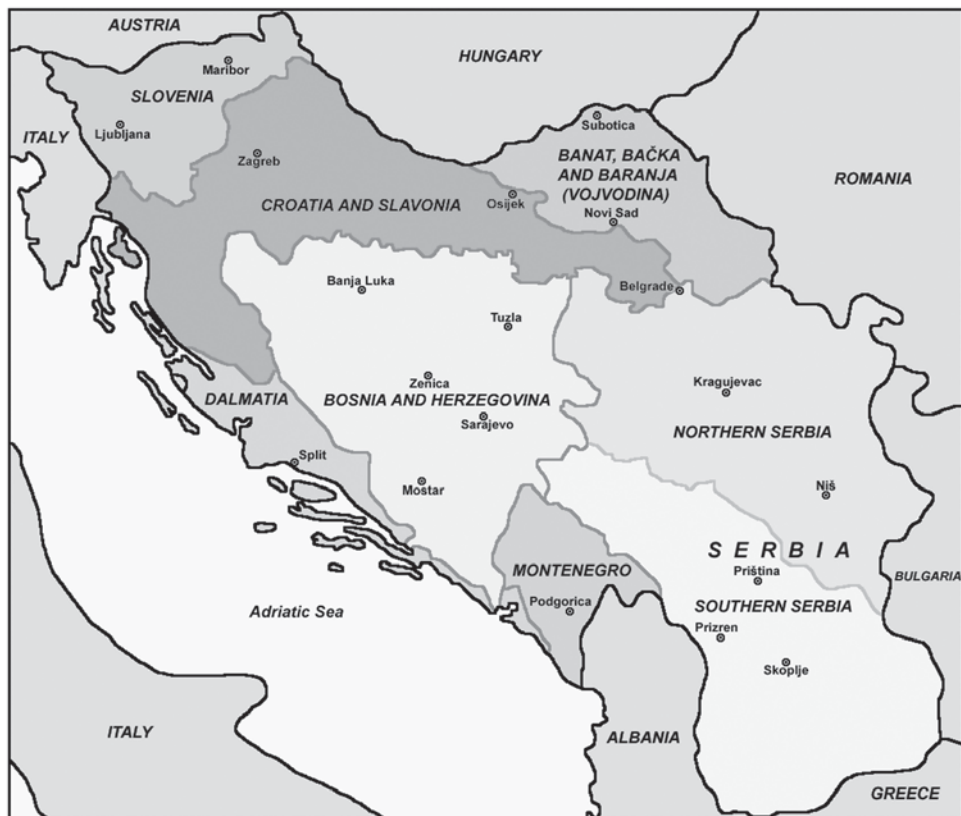 AUSTRIA
HUNGARY
Maribor
SLOVENIA
Ljubljana
ITALY
Subotica
Zagreb
BANAT, BAČKA
AND BARANJA
(VOJVODINA)
ROMANIA
CROATIA AND SLAVONIA
Osijek
Novi Sad
Banja Luka
Belgrade
Tuzla
Zenica
Kragujevac
DALMATIA
BOSNIA AND HERZEGOVINA
Sarajevo
NORTHERN SERBIA
Split
Mostar
Niš
SERBIA
MONTENEGRO
Priština
BULGARIA
Podgorica
SOUTHERN SERBIA
Adriatic Sea
Prizren
Skoplje
ITALY
ALBANIA
GREECE